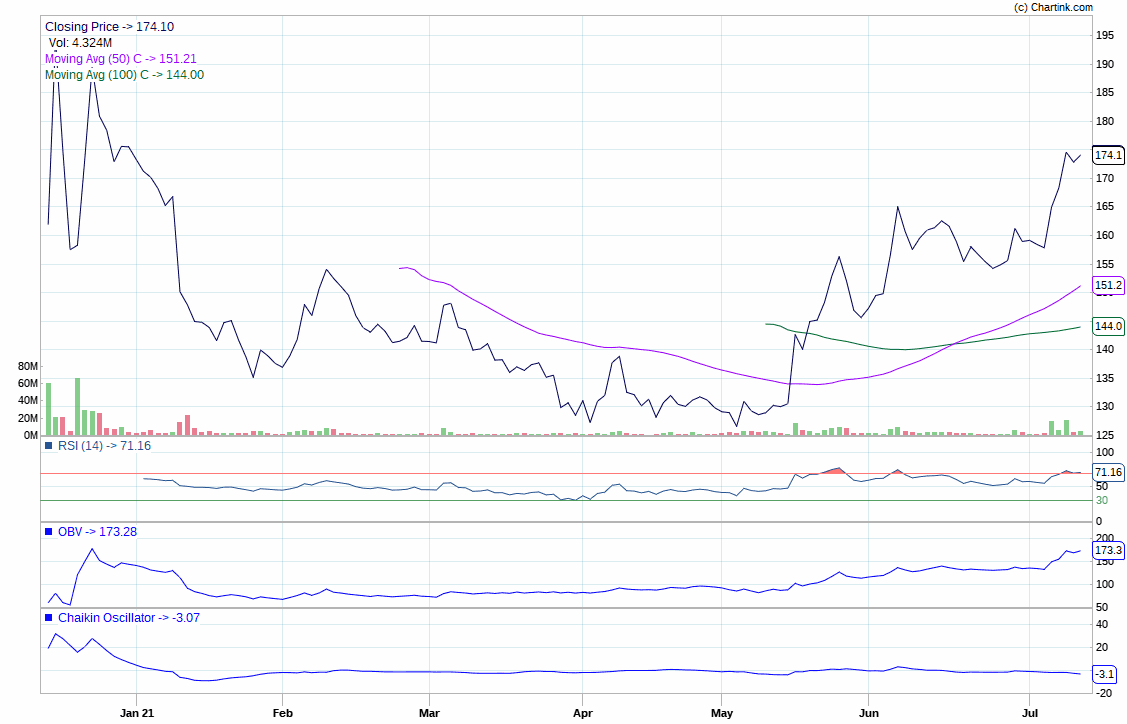 (c) Chartink.com
Closing Price -> 174.10
Vol: 4.324M
Moving Avg (50) C -> 151.21
Moving Avg (100) C -> 144.00
195
190
185
180
174.1
170
165
160
155
151.2
144.0
140
135
130
125
80M
60M
40M
20M
0M
RSI (14) -> 71.16
100
71.16
50
30
0
OBV -> 173.28
200
173.3
150
100
50
Chaikin Oscillator -> -3.07
40
20
-3.1
-20
Jan 21 Feb Mar Apr May Jun Jul